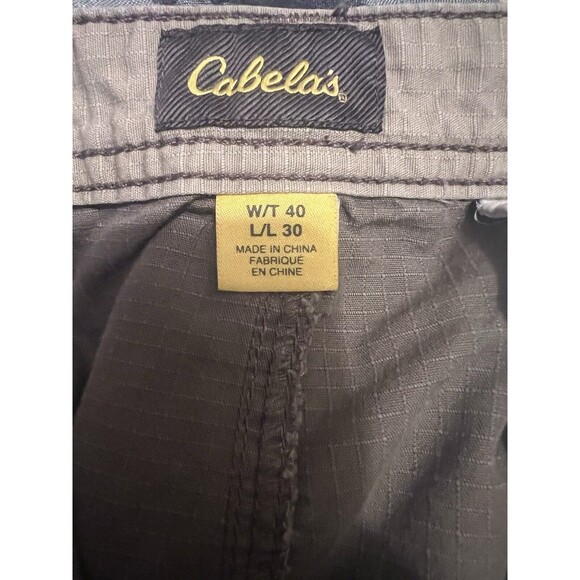 Cabela's®
W/T 40
L/L 30
MADE IN CHINA
FABRIQUÉ
EN CHINE